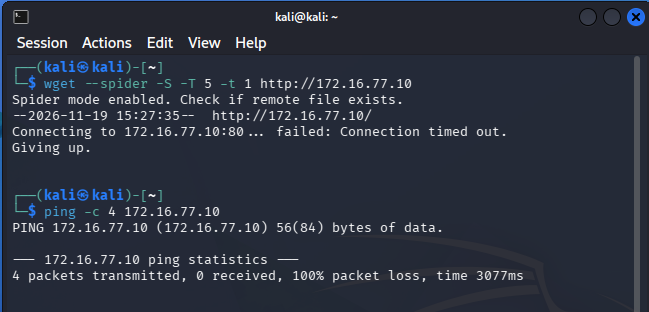 kali@kali: ~
Session Actions Edit View Help
┌──(kali㉿kali)-[~]
└─$ wget --spider -S -T 5 -t 1 http://172.16.77.10
Spider mode enabled. Check if remote file exists.
--2026-11-19 15:27:35--  http://172.16.77.10/
Connecting to 172.16.77.10:80... failed: Connection timed out.
Giving up.
┌──(kali㉿kali)-[~]
└─$ ping -c 4 172.16.77.10
PING 172.16.77.10 (172.16.77.10) 56(84) bytes of data.
--- 172.16.77.10 ping statistics ---
4 packets transmitted, 0 received, 100% packet loss, time 3077ms